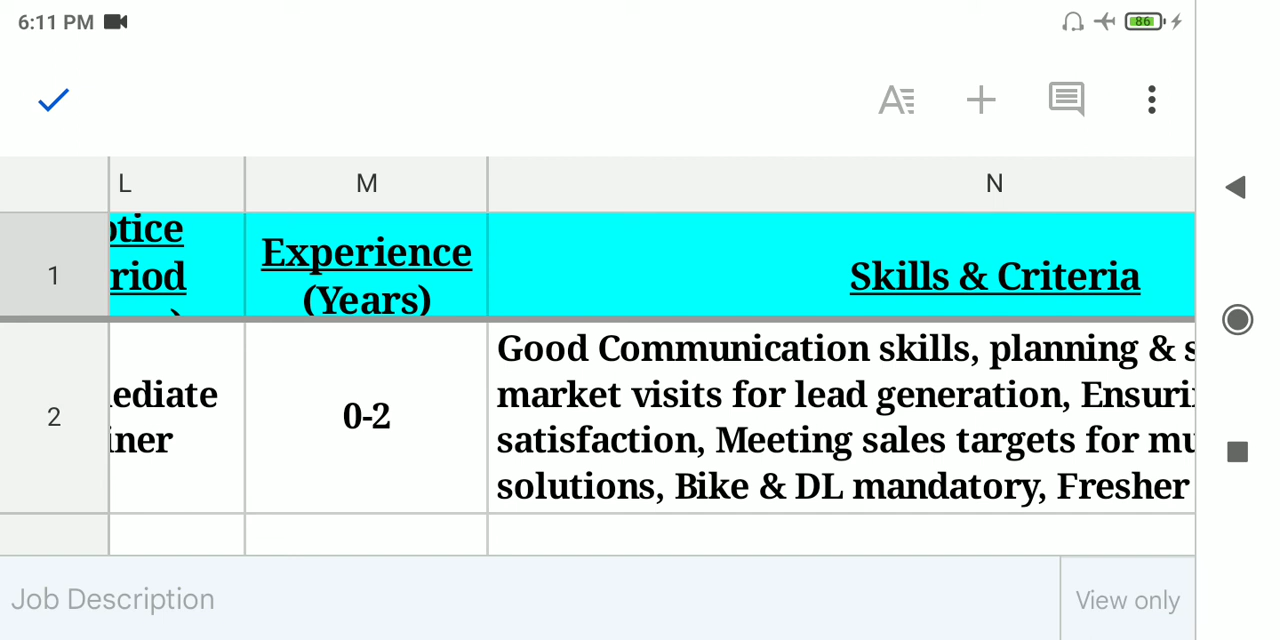 6:11 PM
86
L
M
N
1
otice
riod
Experience
(Years)
Skills & Criteria
2
ediate
iner
0-2
Good Communication skills, planning & s
market visits for lead generation, Ensuri
satisfaction, Meeting sales targets for mu
solutions, Bike & DL mandatory, Fresher
Job Description
View only